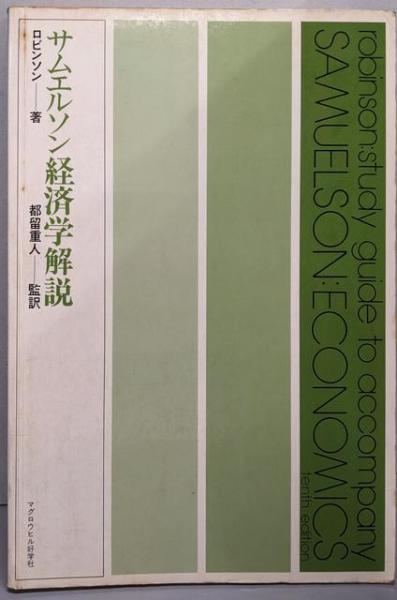 robinson:study guide to accompany
SAMUELSON:ECONOMICS
tenth edition
サムエルソン経済学解説
ロビンソン——著
都留重人——監訳
マグロウヒル好学社